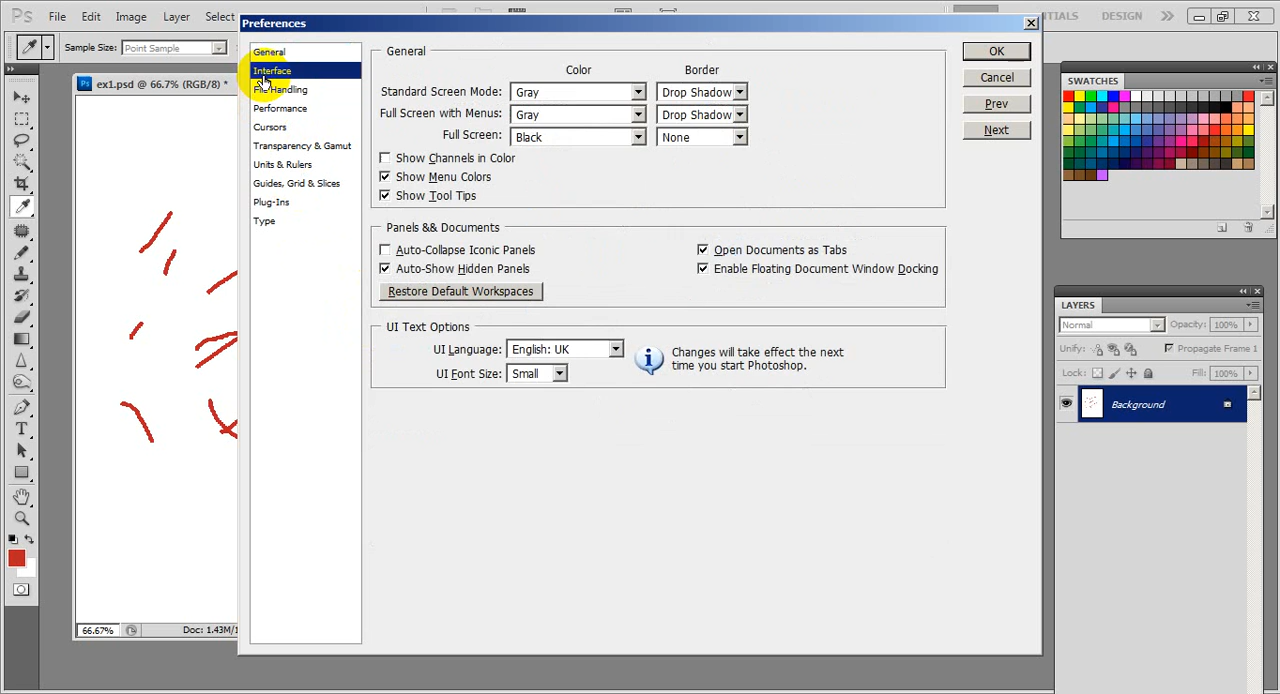 Ps File Edit Image Layer Select ENTIALS DESIGN
Preferences
Sample Size: Point Sample
ex1.psd @ 66.7% (RGB/8) *
General
Interface
File Handling
Performance
Cursors
Transparency & Gamut
Units & Rulers
Guides, Grid & Slices
Plug-Ins
Type
General
Color Border
Standard Screen Mode: Gray Drop Shadow
Full Screen with Menus: Gray Drop Shadow
Full Screen: Black None
Show Channels in Color
Show Menu Colors
Show Tool Tips
Panels && Documents
Auto-Collapse Iconic Panels
Open Documents as Tabs
Auto-Show Hidden Panels
Enable Floating Document Window Docking
Restore Default Workspaces
UI Text Options
UI Language: English: UK
UI Font Size: Small
Changes will take effect the next
time you start Photoshop.
OK
Cancel
Prev
Next
SWATCHES
LAYERS
Normal Opacity: 100%
Unify: Propagate Frame 1
Lock: Fill: 100%
Background
66.67% Doc: 1.43M/1